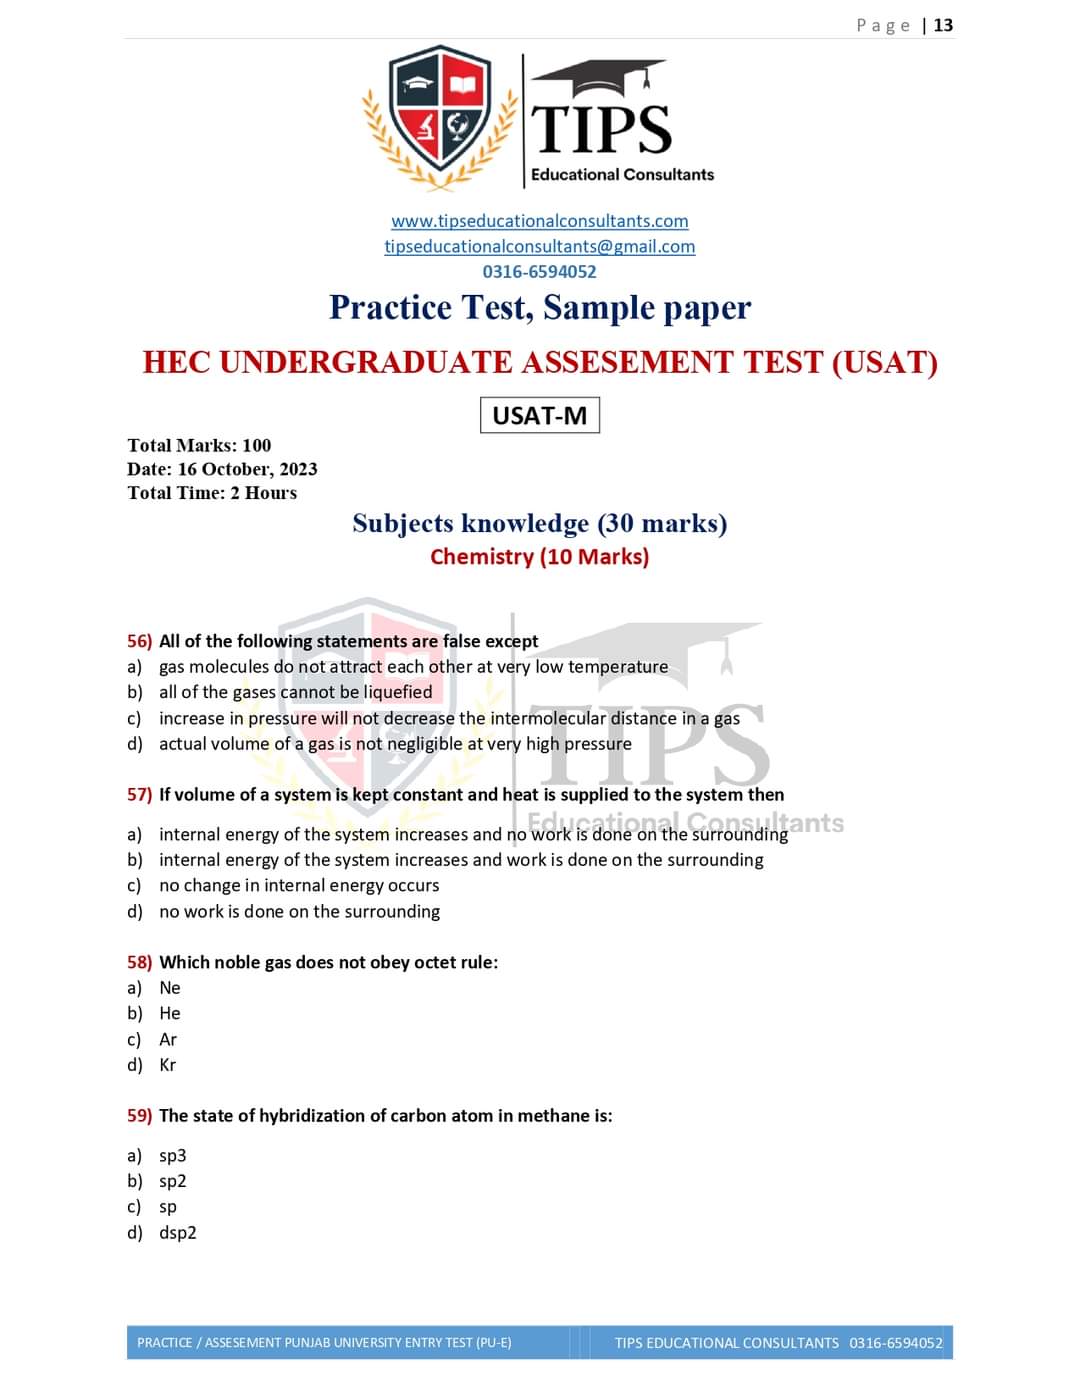 Page | 13
TIPS
Educational Consultants
www.tipseducationalconsultants.com
tipseducationalconsultants@gmail.com
0316-6594052
Practice Test, Sample paper
HEC UNDERGRADUATE ASSESEMENT TEST (USAT)
USAT-M
Total Marks: 100
Date: 16 October, 2023
Total Time: 2 Hours
Subjects knowledge (30 marks)
Chemistry (10 Marks)
56) All of the following statements are false except
a) gas molecules do not attract each other at very low temperature
b) all of the gases cannot be liquefied
c) increase in pressure will not decrease the intermolecular distance in a gas
d) actual volume of a gas is not negligible at very high pressure
TIPS
57) If volume of a system is kept constant and heat is supplied to the system then
Educational Consultants
a) internal energy of the system increases and no work is done on the surrounding
b) internal energy of the system increases and work is done on the surrounding
c) no change in internal energy occurs
d) no work is done on the surrounding
58) Which noble gas does not obey octet rule:
a) Ne
b) He
c) Ar
d) Kr
59) The state of hybridization of carbon atom in methane is:
a) sp3
b) sp2
c) sp
d) dsp2
PRACTICE / ASSESEMENT PUNJAB UNIVERSITY ENTRY TEST (PU-E) TIPS EDUCATIONAL CONSULTANTS 0316-6594052